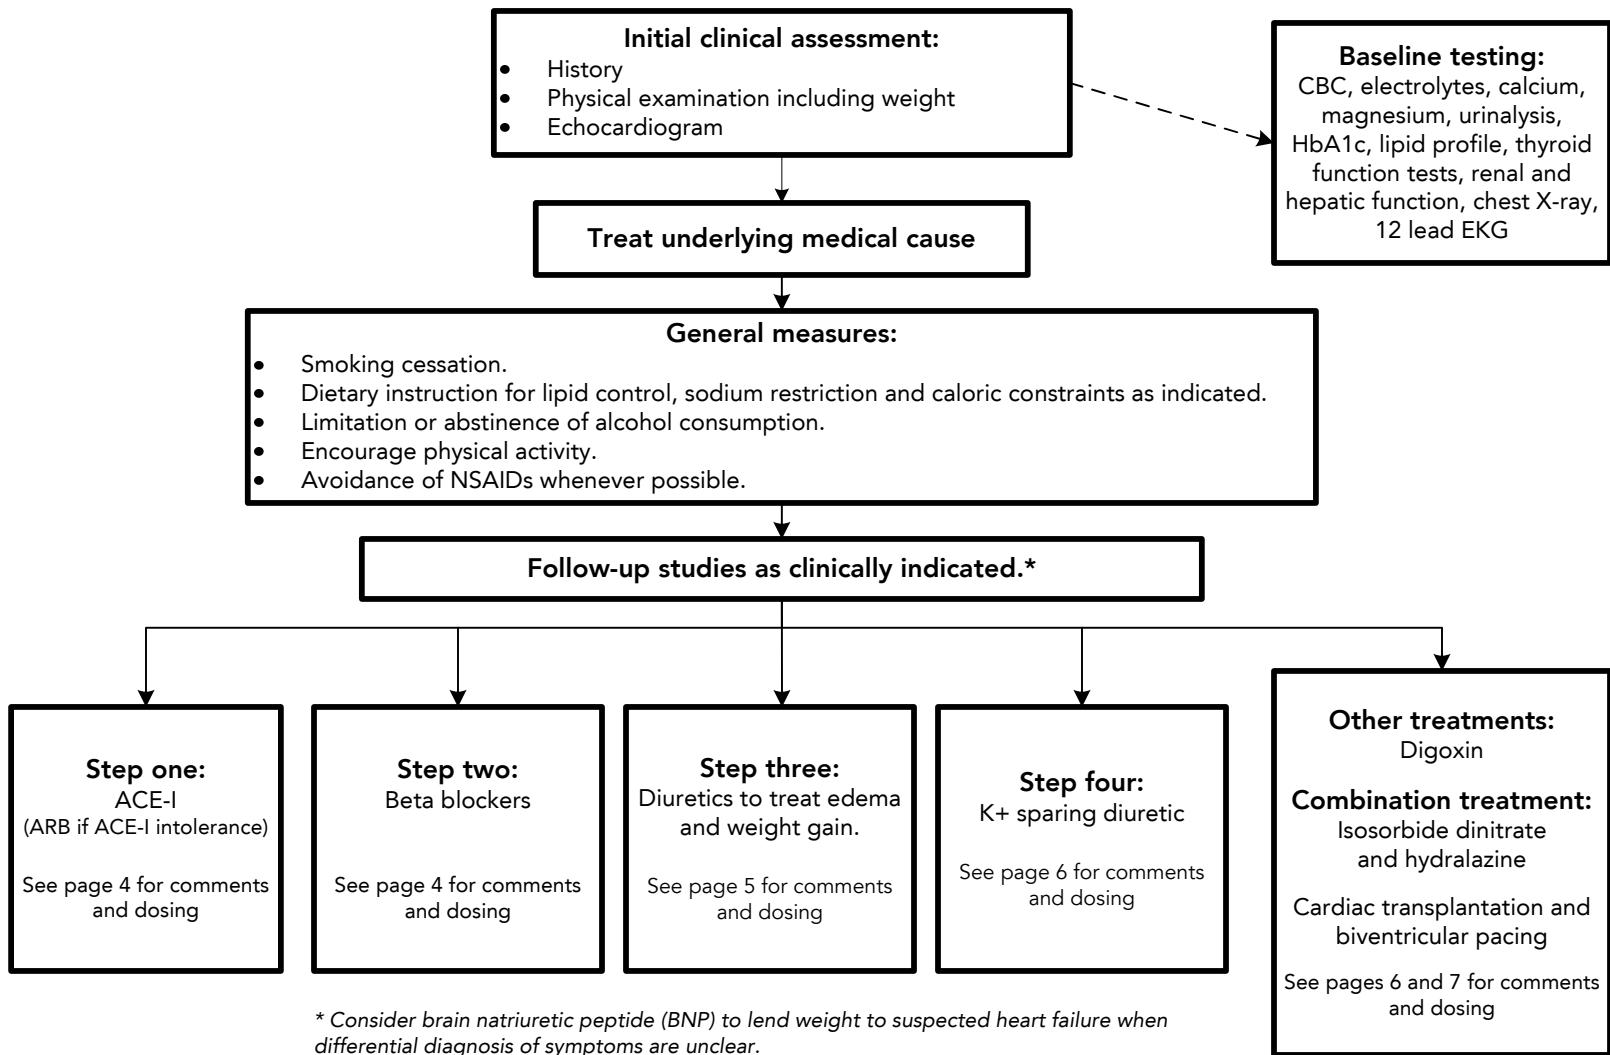 Initial clinical assessment:
• History
• Physical examination including weight
• Echocardiogram
Baseline testing:
CBC, electrolytes, calcium,
magnesium, urinalysis,
HbA1c, lipid profile, thyroid
function tests, renal and
hepatic function, chest X-ray,
12 lead EKG
Treat underlying medical cause
General measures:
• Smoking cessation.
• Dietary instruction for lipid control, sodium restriction and caloric constraints as indicated.
• Limitation or abstinence of alcohol consumption.
• Encourage physical activity.
• Avoidance of NSAIDs whenever possible.
Follow-up studies as clinically indicated.*
Step one:
ACE-I
(ARB if ACE-I intolerance)
See page 4 for comments
and dosing
Step two:
Beta blockers
See page 4 for comments
and dosing
Step three:
Diuretics to treat edema
and weight gain.
See page 5 for comments
and dosing
Step four:
K+ sparing diuretic
See page 6 for comments
and dosing
Other treatments:
Digoxin
Combination treatment:
Isosorbide dinitrate
and hydralazine
Cardiac transplantation and
biventricular pacing
See pages 6 and 7 for comments
and dosing
* Consider brain natriuretic peptide (BNP) to lend weight to suspected heart failure when
differential diagnosis of symptoms are unclear.